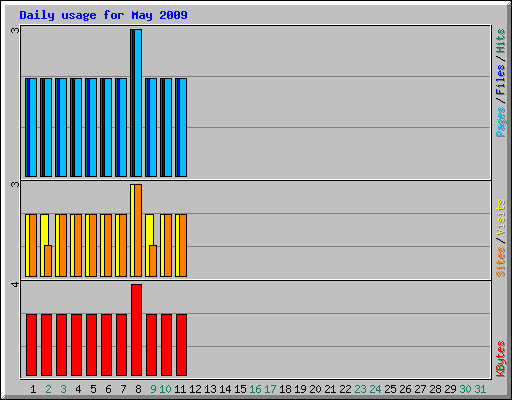 Daily usage for May 2009
3
Pages / Files / Hits
3
Sites / Visits
4
KBytes
1 2 3 4 5 6 7 8 9 10 11 12 13 14 15 16 17 18 19 20 21 22 23 24 25 26 27 28 29 30 31